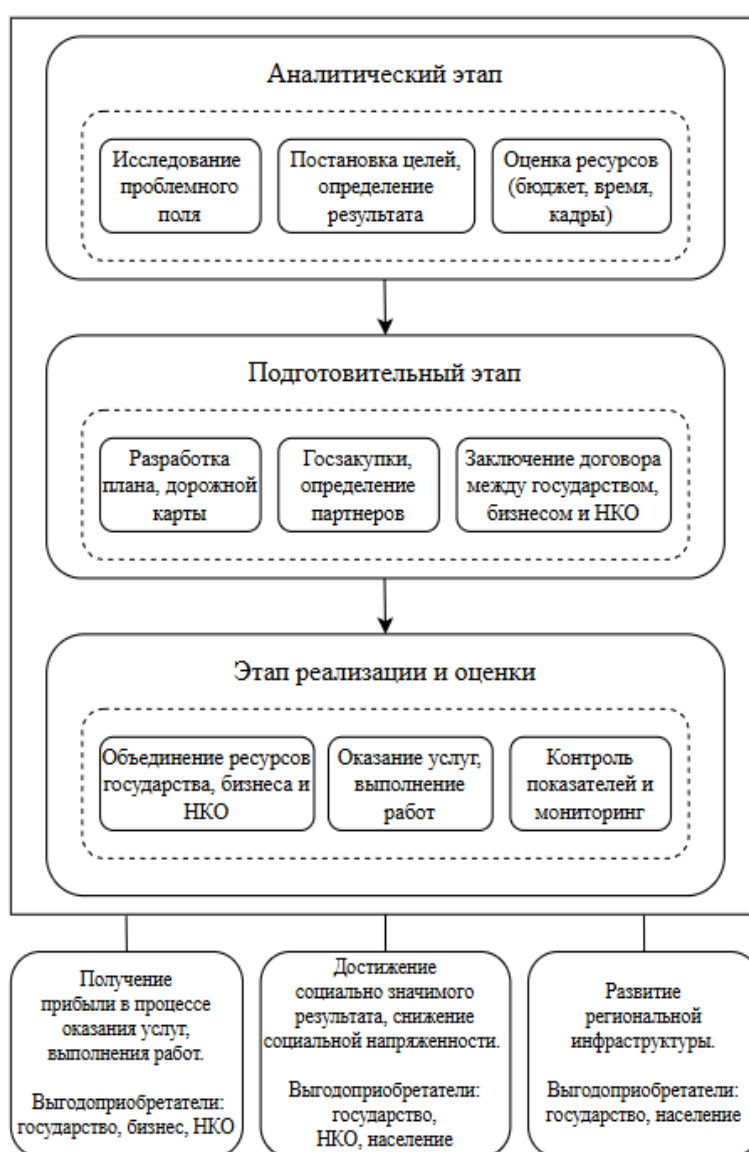 Аналитический этап
Исследование
проблемного
поля
Постановка целей,
определение
результата
Оценка ресурсов
(бюджет, время,
кадры)
Подготовительный этап
Разработка
плана, дорожной
карты
Госзакупки,
определение
партнеров
Заключение договора
между государством,
бизнесом и НКО
Этап реализации и оценки
Объединение ресурсов
государства, бизнеса и
НКО
Оказание услуг,
выполнение
работ
Контроль
показателей и
мониторинг
Получение
прибыли в процессе
оказания услуг,
выполнения работ.
Выгодоприобретатели:
государство, бизнес, НКО
Достижение
социально значимого
результата, снижение
социальной напряженности.
Выгодоприобретатели:
государство,
НКО, население
Развитие
региональной
инфраструктуры.
Выгодоприобретатели:
государство, население